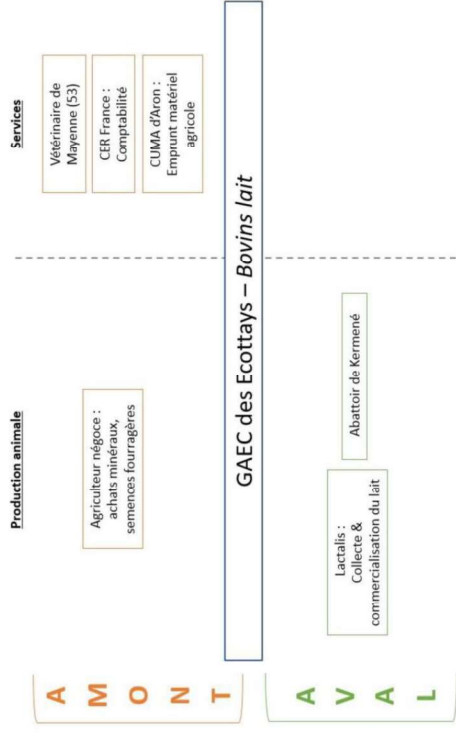 Production animale
Services
AMONT
Agriculteur négoce :
achats minéraux,
semences fourragères
Vétérinaire de
Mayenne (53)
CER France :
Comptabilité
CUMA d'Aron :
Emprunt matériel
agricole
GAEC des Ecottays – Bovins lait
AVAL
Lactalis :
Collecte &
commercialisation du lait
Abattoir de Kermené